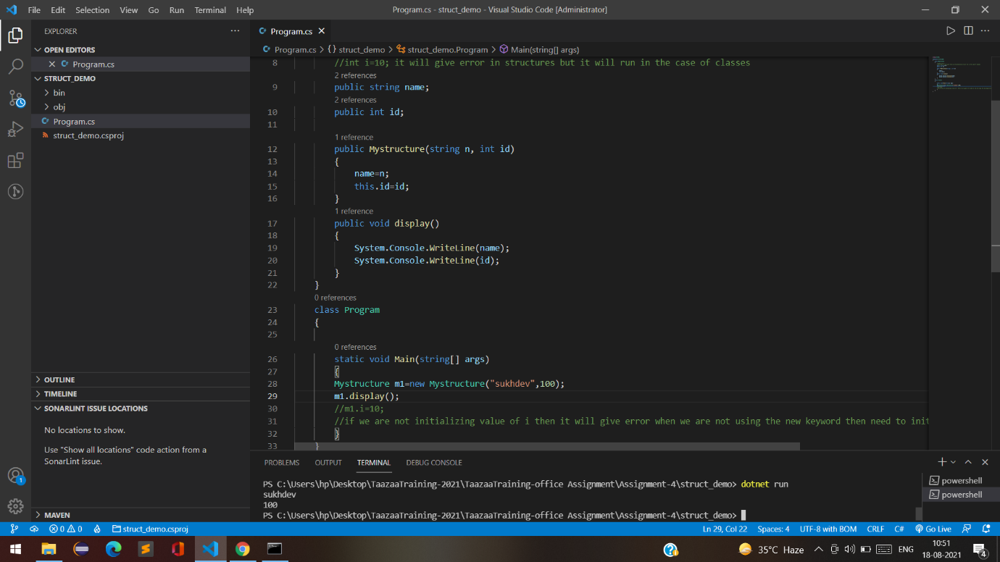 File Edit Selection View Go Run Terminal Help
Program.cs - struct_demo - Visual Studio Code [Administrator]
EXPLORER
OPEN EDITORS
Program.cs
STRUCT_DEMO
bin
obj
Program.cs
struct_demo.csproj
OUTLINE
TIMELINE
SONARLINT ISSUE LOCATIONS
No locations to show.
Use "Show all locations" code action from a
SonarLint issue.
MAVEN
Program.cs
Program.cs > {} struct_demo > struct_demo.Program > Main(string[] args)
8 //int i=10; it will give error in structures but it will run in the case of classes
2 references
9 public string name;
2 references
10 public int id;
11
1 reference
12 public Mystructure(string n, int id)
13 {
14 name=n;
15 this.id=id;
16 }
1 reference
17 public void display()
18 {
19 System.Console.WriteLine(name);
20 System.Console.WriteLine(id);
21 }
22 }
0 references
23 class Program
24 {
25
0 references
26 static void Main(string[] args)
27 {
28 Mystructure m1=new Mystructure("sukhdev",100);
29 m1.display();
30 //m1.i=10;
31 //if we are not initializing value of i then it will give error when we are not using the new keyword then need to init
32 }
33 }
PROBLEMS OUTPUT TERMINAL DEBUG CONSOLE
PS C:\Users\hp\Desktop\TaazaaTraining-2021\TaazaaTraining-office Assignment\Assignment-4\struct_demo> dotnet run
sukhdev
100
PS C:\Users\hp\Desktop\TaazaaTraining-2021\TaazaaTraining-office Assignment\Assignment-4\struct_demo>
powershell
powershell
1
0 0 struct_demo.csproj
Ln 29, Col 22 Spaces: 4 UTF-8 with BOM CRLF C# Go Live
35°C Haze ENG
10:51
18-08-2021
4